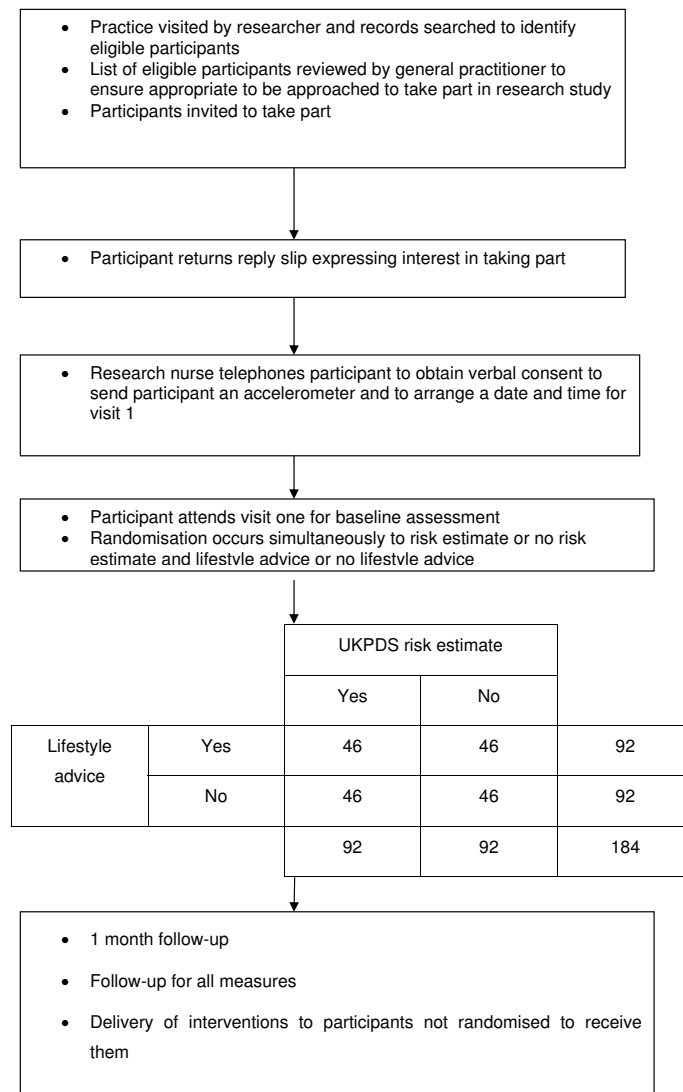 • Practice visited by researcher and records searched to identify
eligible participants
• List of eligible participants reviewed by general practitioner to
ensure appropriate to be approached to take part in research study
• Participants invited to take part
• Participant returns reply slip expressing interest in taking part
• Research nurse telephones participant to obtain verbal consent to
send participant an accelerometer and to arrange a date and time for
visit 1
• Participant attends visit one for baseline assessment
• Randomisation occurs simultaneously to risk estimate or no risk
estimate and lifestyle advice or no lifestyle advice
UKPDS risk estimate
Yes No
Lifestyle Yes 46 46 92
advice
No 46 46 92
92 92 184
• 1 month follow-up
• Follow-up for all measures
• Delivery of interventions to participants not randomised to receive
them